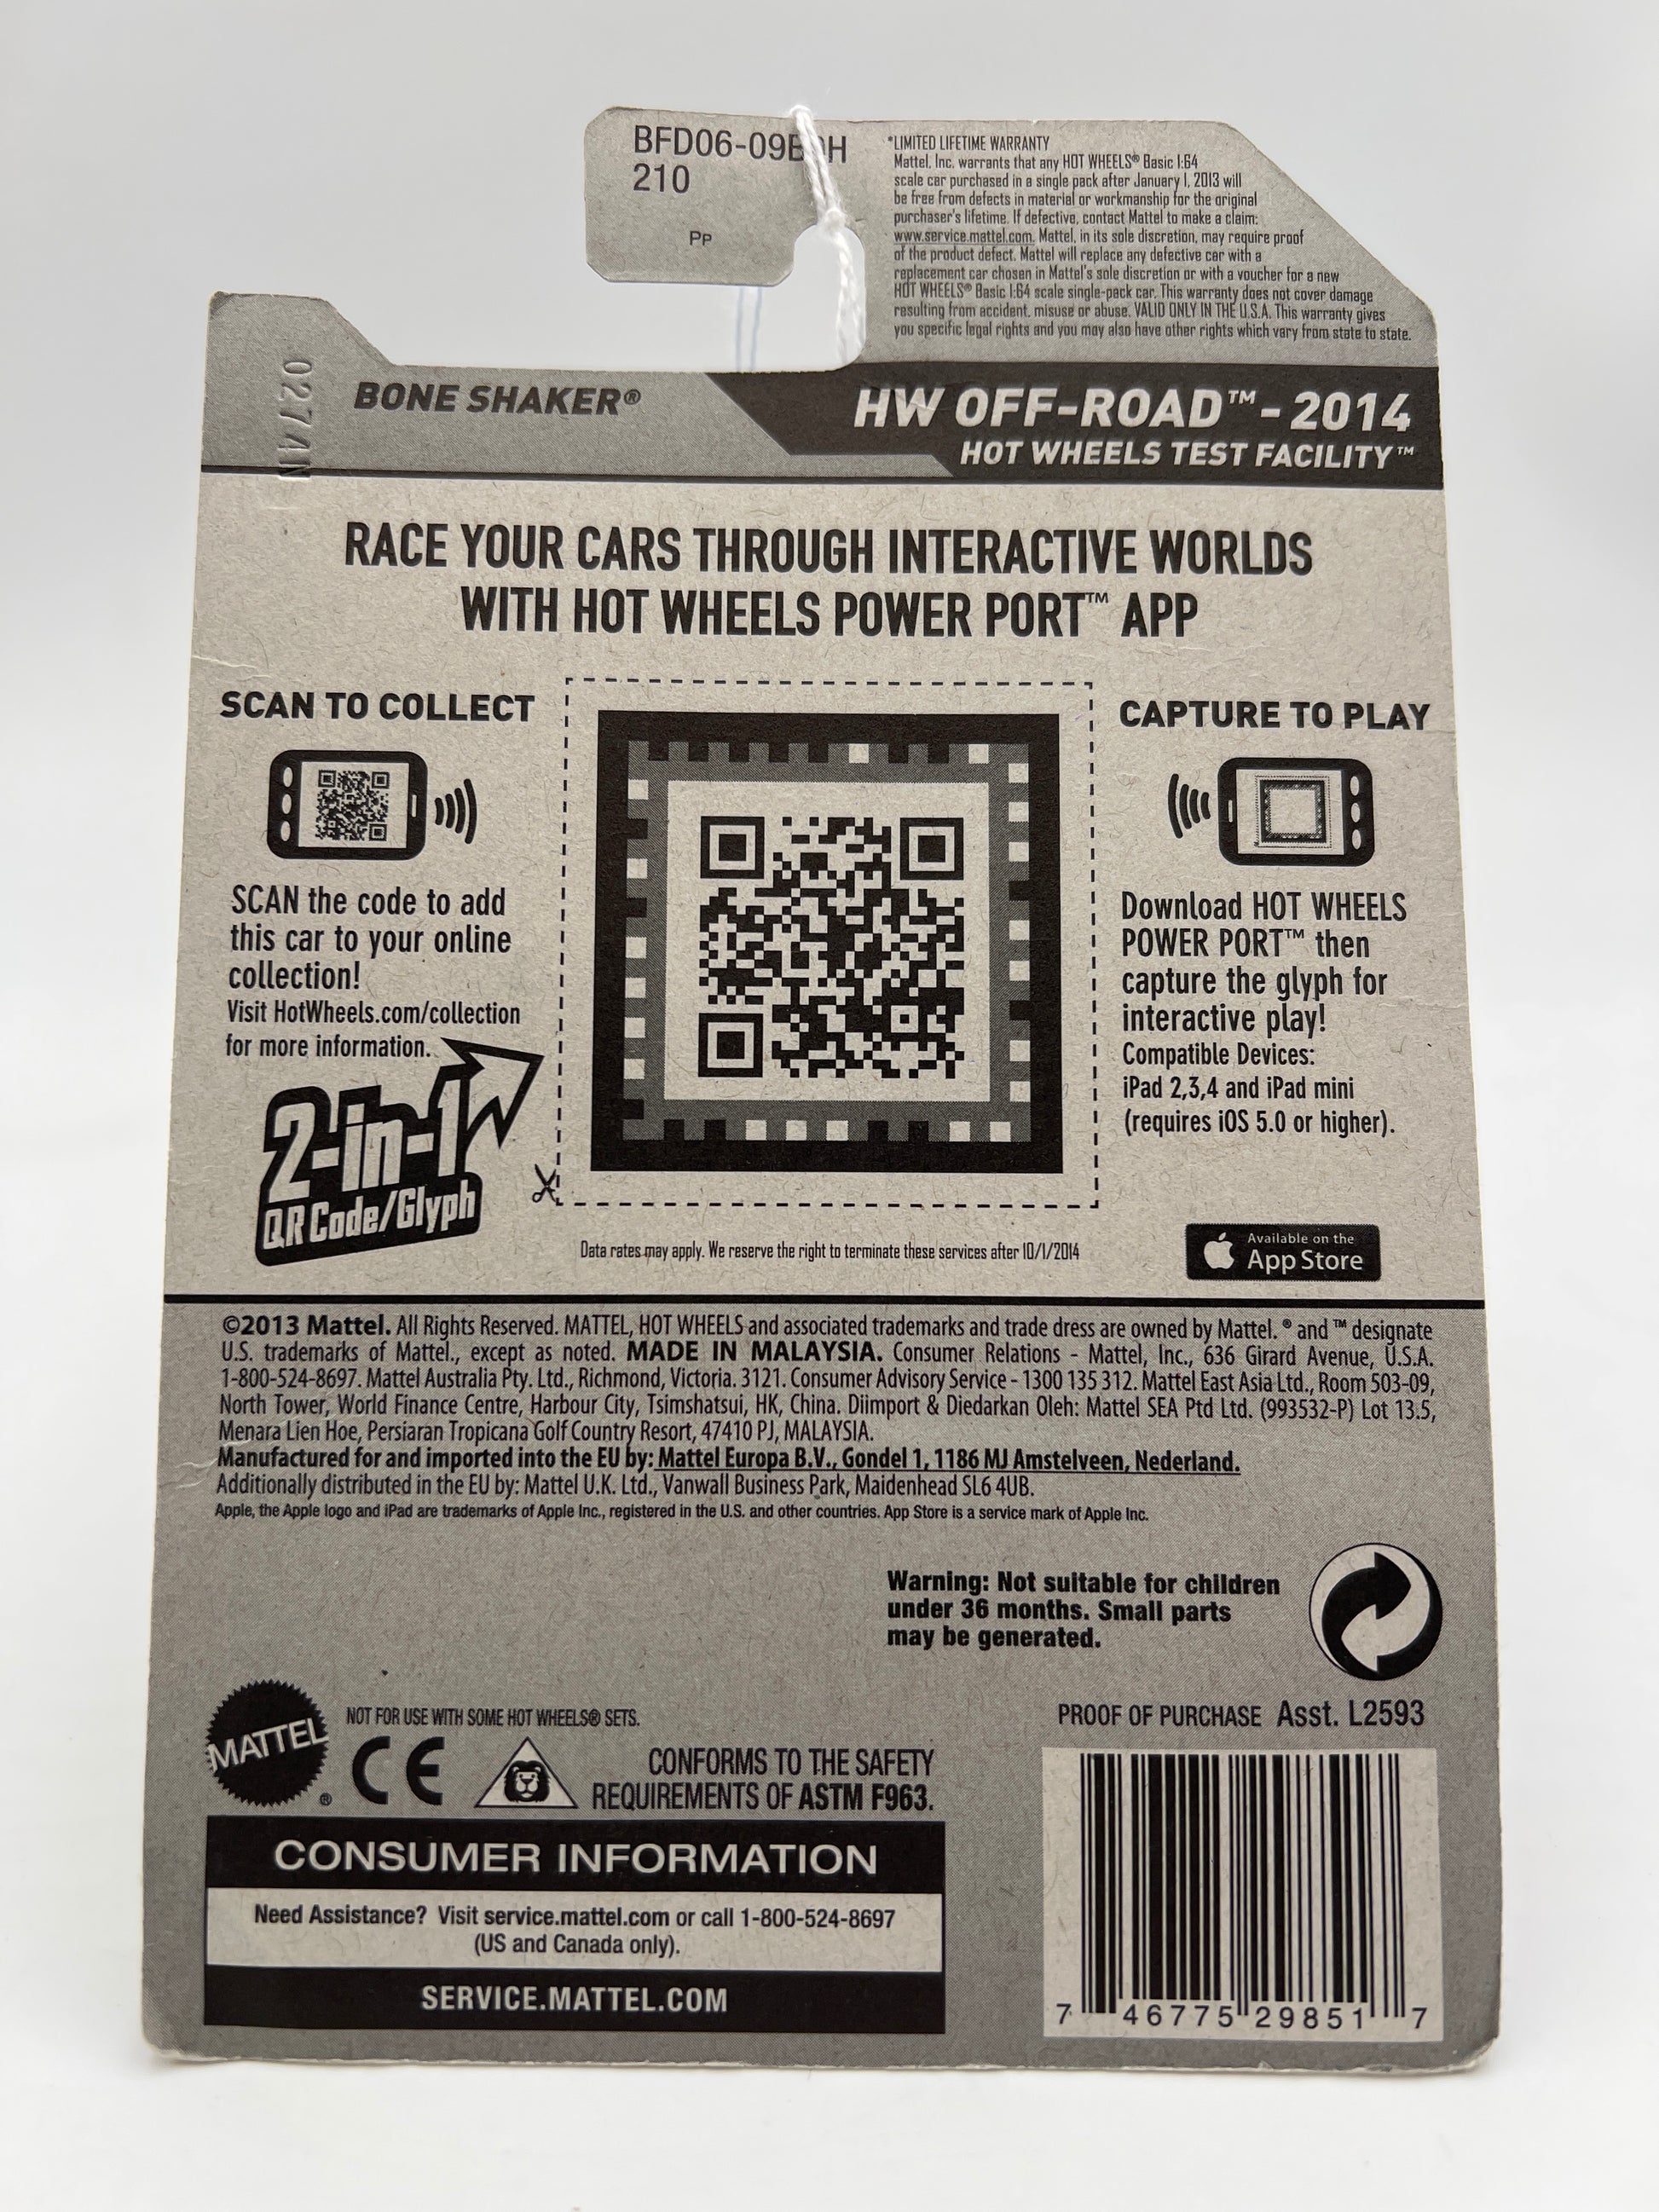 BFD06-09B H
210
PP
*LIMITED LIFETIME WARRANTY
Mattel, Inc. warrants that any HOT WHEELS® Basic 1:64
scale car purchased in a single pack after January 1, 2013 will
be free from defects in material or workmanship for the original
purchaser's lifetime. If defective, contact Mattel to make a claim:
www.service.mattel.com. Mattel, in its sole discretion, may require proof
of the product defect. Mattel will replace any defective car with a
replacement car chosen in Mattel's sole discretion or with a voucher for a new
HOT WHEELS® Basic 1:64 scale single-pack car. This warranty does not cover damage
resulting from accident, misuse or abuse. VALID ONLY IN THE U.S.A. This warranty gives
you specific legal rights and you may also have other rights which vary from state to state.
BONE SHAKER®
HW OFF-ROAD™ - 2014
HOT WHEELS TEST FACILITY™
RACE YOUR CARS THROUGH INTERACTIVE WORLDS
WITH HOT WHEELS POWER PORT™ APP
SCAN TO COLLECT
SCAN the code to add
this car to your online
collection!
Visit HotWheels.com/collection
for more information.
2-in-1
QR Code/Glyph
CAPTURE TO PLAY
Download HOT WHEELS
POWER PORT™ then
capture the glyph for
interactive play!
Compatible Devices:
iPad 2,3,4 and iPad mini
(requires iOS 5.0 or higher).
Data rates may apply. We reserve the right to terminate these services after 10/1/2014
Available on the
App Store
©2013 Mattel. All Rights Reserved. MATTEL, HOT WHEELS and associated trademarks and trade dress are owned by Mattel. ® and ™ designate
U.S. trademarks of Mattel., except as noted. MADE IN MALAYSIA. Consumer Relations - Mattel, Inc., 636 Girard Avenue, U.S.A.
1-800-524-8697. Mattel Australia Pty. Ltd., Richmond, Victoria. 3121. Consumer Advisory Service - 1300 135 312. Mattel East Asia Ltd., Room 503-09,
North Tower, World Finance Centre, Harbour City, Tsimshatsui, HK, China. Diimport & Diedarkan Oleh: Mattel SEA Ptd Ltd. (993532-P) Lot 13.5,
Menara Lien Hoe, Persiaran Tropicana Golf Country Resort, 47410 PJ, MALAYSIA.
Manufactured for and imported into the EU by: Mattel Europa B.V., Gondel 1, 1186 MJ Amstelveen, Nederland.
Additionally distributed in the EU by: Mattel U.K. Ltd., Vanwall Business Park, Maidenhead SL6 4UB.
Apple, the Apple logo and iPad are trademarks of Apple Inc., registered in the U.S. and other countries. App Store is a service mark of Apple Inc.
Warning: Not suitable for children
under 36 months. Small parts
may be generated.
MATTEL®
NOT FOR USE WITH SOME HOT WHEELS® SETS.
CE
CONFORMS TO THE SAFETY
REQUIREMENTS OF ASTM F963.
PROOF OF PURCHASE Asst. L2593
CONSUMER INFORMATION
Need Assistance? Visit service.mattel.com or call 1-800-524-8697
(US and Canada only).
SERVICE.MATTEL.COM
7 46775 29851 7